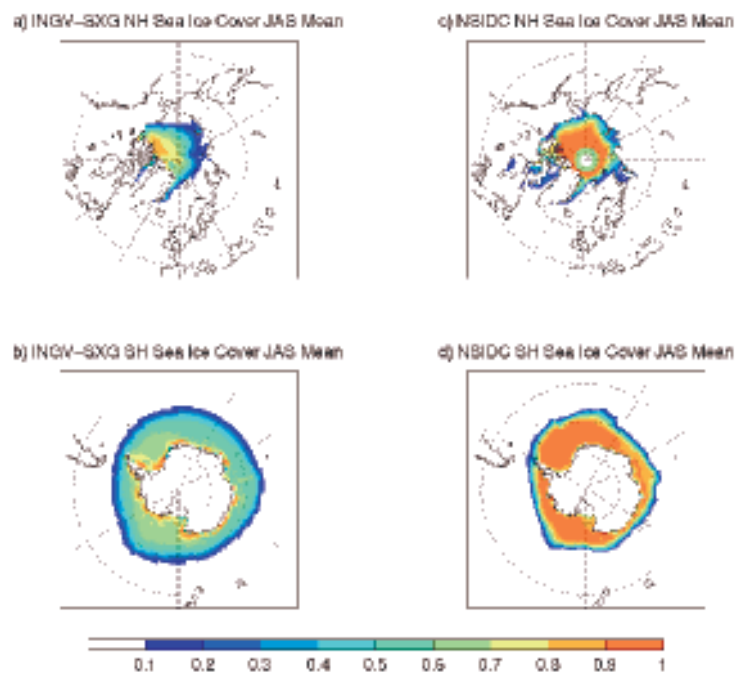 a) INGV-SXG NH Sea Ice Cover JAS Mean
c) NSIDC NH Sea Ice Cover JAS Mean
b) INGV-SXG SH Sea Ice Cover JAS Mean
d) NSIDC SH Sea Ice Cover JAS Mean
0.1 0.2 0.3 0.4 0.5 0.6 0.7 0.8 0.9 1